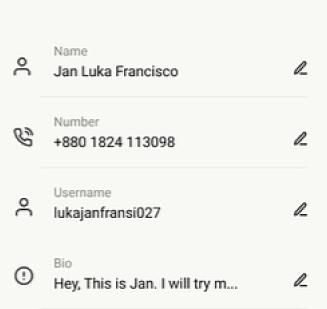 Name
Jan Luka Francisco
Number
+880 1824 113098
Username
lukajanfransi027
Bio
Hey, This is Jan. I will try m...